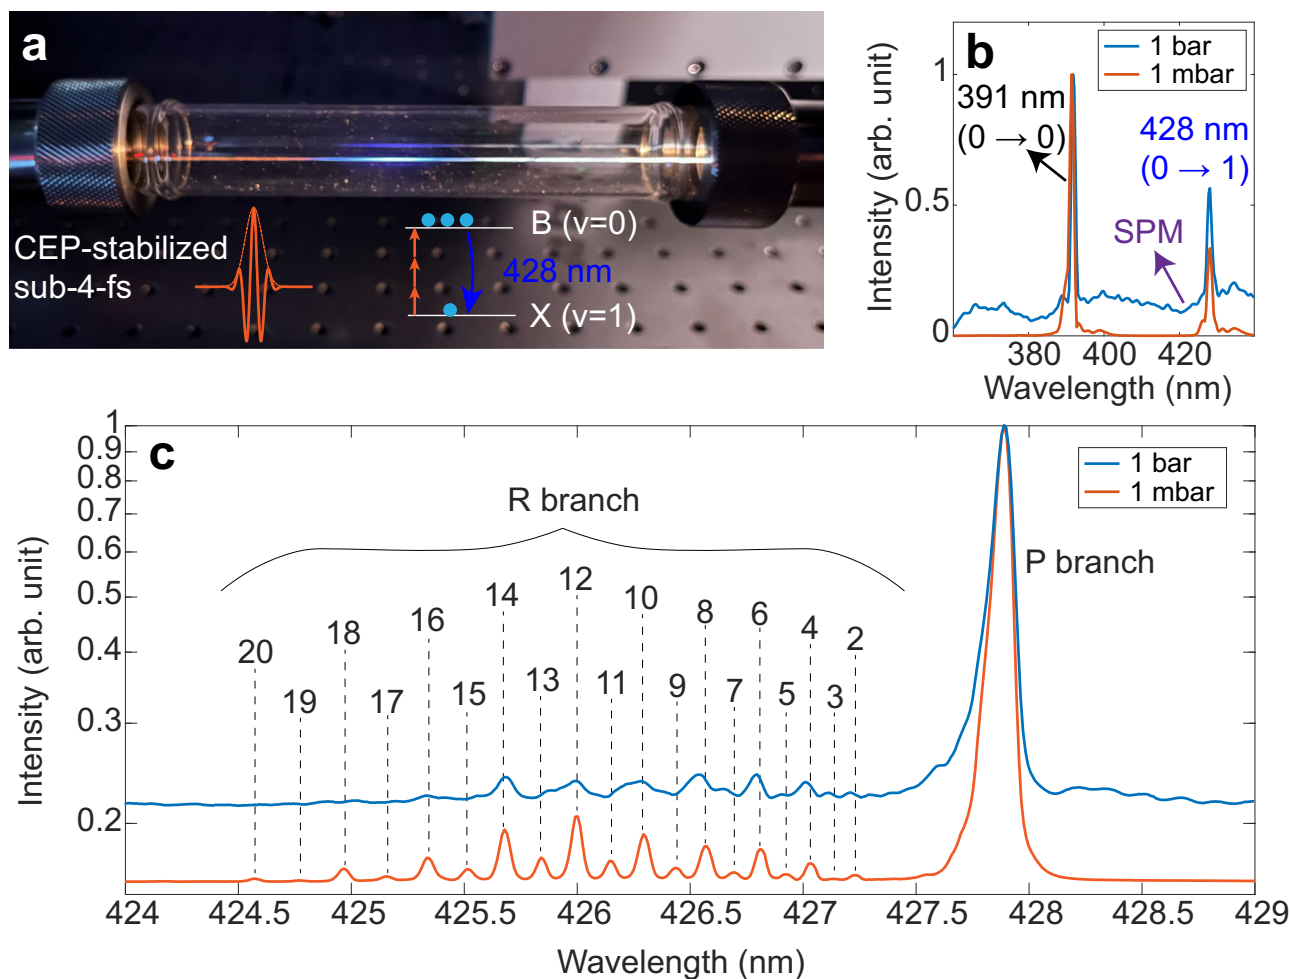 a
CEP-stabilized
sub-4-fs
B (v=0)
428 nm
X (v=1)
b
1 bar
1 mbar
391 nm
(0 → 0)
428 nm
(0 → 1)
SPM
Intensity (arb. unit)
1
0.5
0
380 400 420
Wavelength (nm)
c
1 bar
1 mbar
R branch
P branch
20 19 18 17 16 15 14 13 12 11 10 9 8 7 6 5 4 3 2
Intensity (arb. unit)
1
0.9
0.8
0.7
0.6
0.5
0.4
0.3
0.2
424 424.5 425 425.5 426 426.5 427 427.5 428 428.5 429
Wavelength (nm)